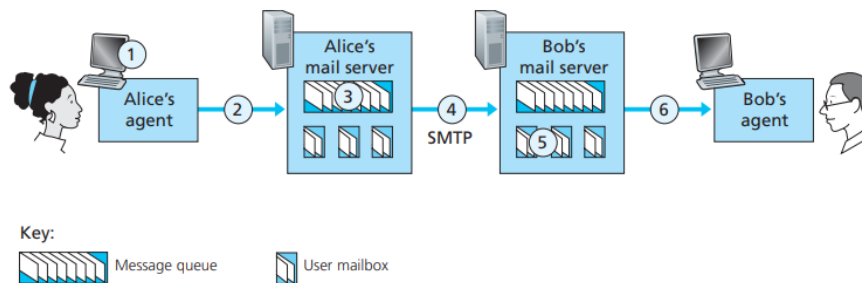 1
Alice's
agent
2
Alice's
mail server
3
4
SMTP
Bob's
mail server
5
6
Bob's
agent
Key:
Message queue
User mailbox